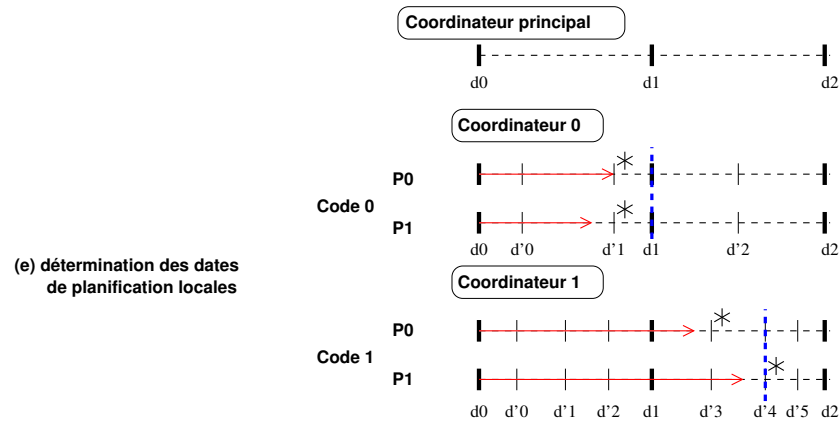 Coordinateur principal
d0 d1 d2
Coordinateur 0
P0
Code 0
P1
d0 d'0 d'1 d1 d'2 d2
(e) détermination des dates
de planification locales
Coordinateur 1
P0
Code 1
P1
d0 d'0 d'1 d'2 d1 d'3 d'4 d'5 d2